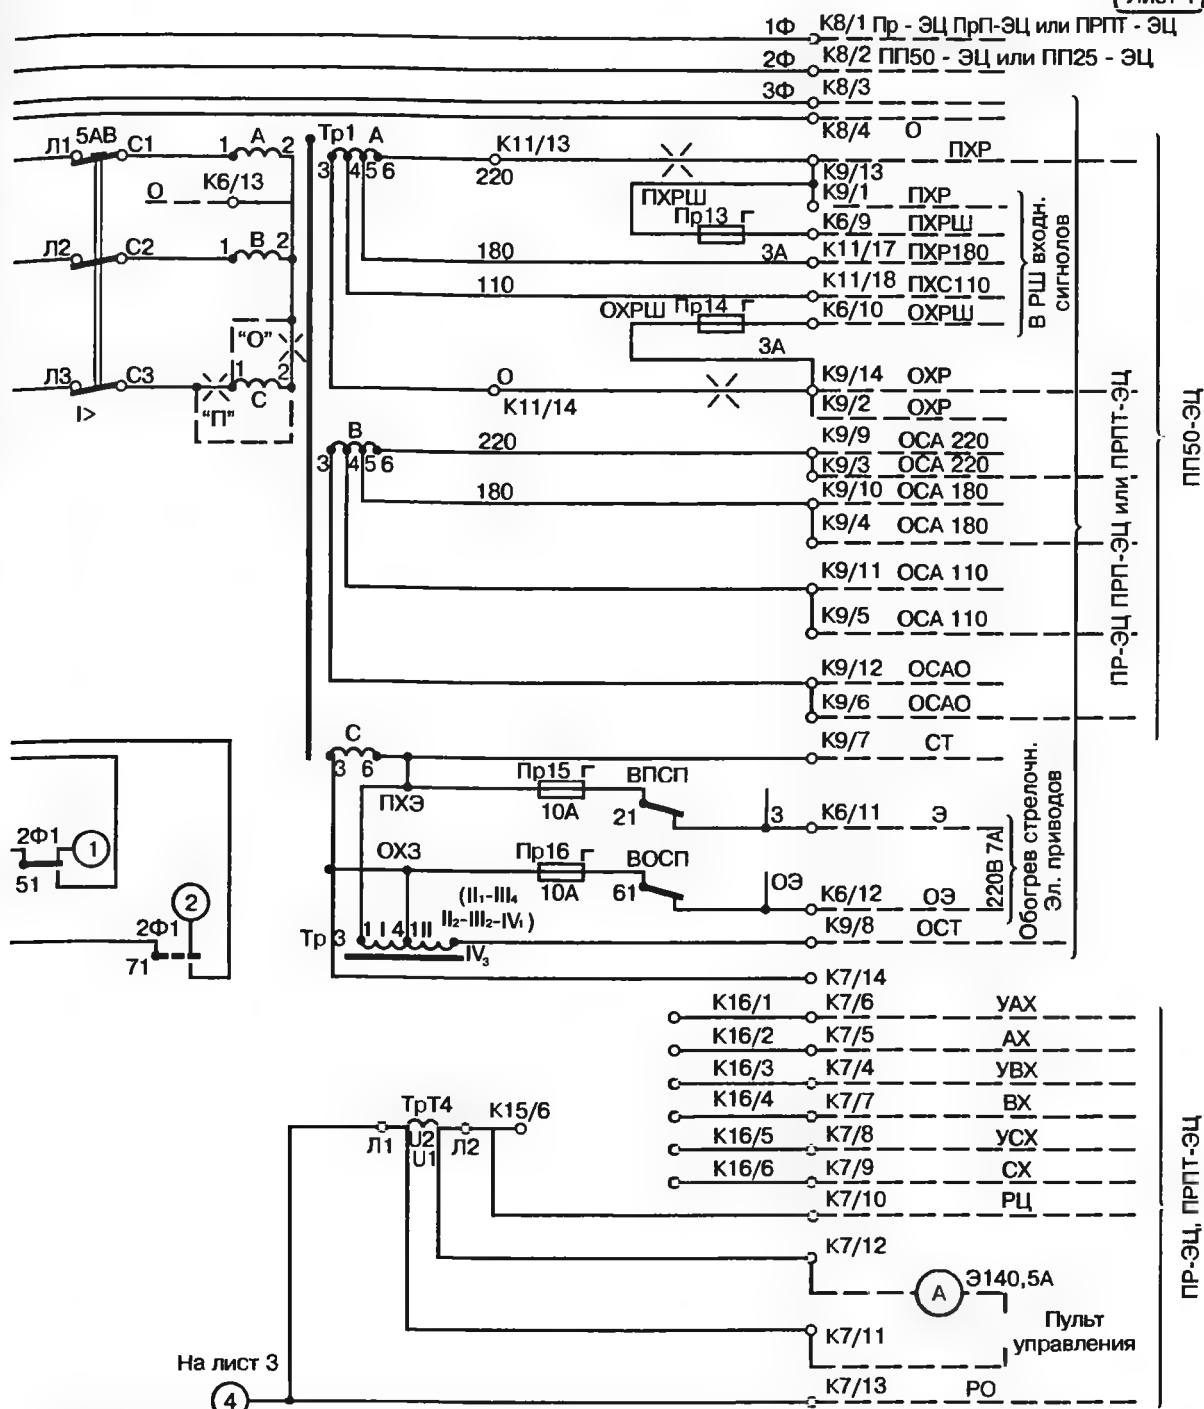 1Ф К8/1 Пр - ЭЦ ПрП-ЭЦ или ПРПТ - ЭЦ
2Ф К8/2 ПП50 - ЭЦ или ПП25 - ЭЦ
3Ф К8/3
К8/4 О
Л1 5АВ С1 1 А 2 Тр1 А К11/13 ПХР
3 4 5 6 220 К9/13
О К6/13 ПХРШ К9/1 ПХР
Пр13 К6/9 ПХРШ
Л2 С2 1 В 2 180 3А К11/17 ПХР180
110 К11/18 ПХС110
ОХРШ Пр14 К6/10 ОХРШ
В РШ входн. сигнолов
"О" 3А
Л3 С3 1 2 О К9/14 ОХР
I> "П" С К11/14 К9/2 ОХР
В 220 К9/9 ОСА 220
3 4 5 6 К9/3 ОСА 220
180 К9/10 ОСА 180
К9/4 ОСА 180
К9/11 ОСА 110
К9/5 ОСА 110
К9/12 ОСАО
К9/6 ОСАО
ПР-ЭЦ ПРП-ЭЦ или ПРПТ-ЭЦ
ПП50-ЭЦ
С К9/7 СТ
3 6 Пр15 ВПСП
ПХЭ 10А 21 3 К6/11 Э
2Ф1 1 ОХЗ Пр16 ВОСП
51 10А 61 ОЭ К6/12 ОЭ
220В 7А
Обогрев стрелочн. Эл. приводов
2 (II₁-III₄
2Ф1 II₂-III₂-IV₁)
71 Тр 3 1 I 4 1 II К9/8 ОСТ
IV₃
К7/14
К16/1 К7/6 УАХ
К16/2 К7/5 АХ
К16/3 К7/4 УВХ
К16/4 К7/7 ВХ
ТрТ4 К15/6
Л1 U2 Л2 К16/5 К7/8 УСХ
U1
К16/6 К7/9 СХ
К7/10 РЦ
К7/12
А Э140,5А
К7/11 Пульт
управления
На лист 3
4 К7/13 РО
ПР-ЭЦ, ПРПТ-ЭЦ